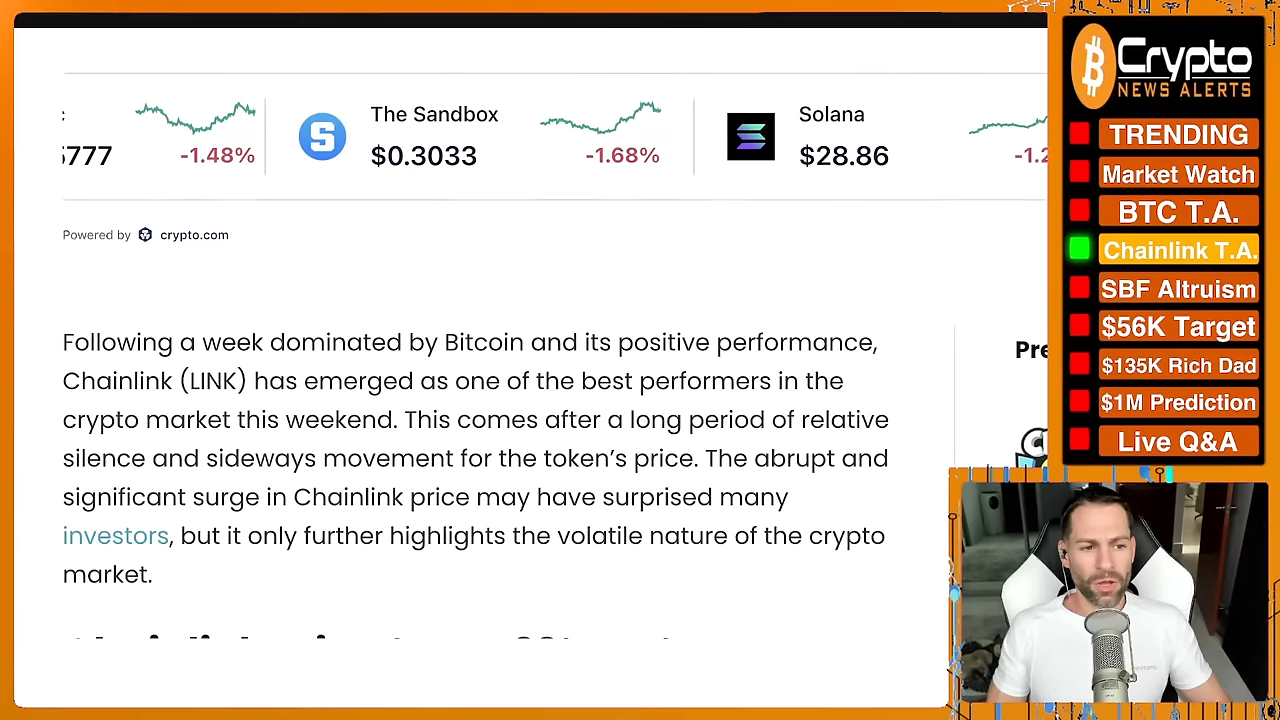 The Sandbox
Solana
5777
-1.48%
$0.3033
-1.68%
$28.86
Powered by crypto.com
Following a week dominated by Bitcoin and its positive performance,
Chainlink (LINK) has emerged as one of the best performers in the
crypto market this weekend. This comes after a long period of relative
silence and sideways movement for the token’s price. The abrupt and
significant surge in Chainlink price may have surprised many
investors, but it only further highlights the volatile nature of the crypto
market.
Crypto
NEWS ALERTS
TRENDING
Market Watch
BTC T.A.
Chainlink T.A.
SBF Altruism
$56K Target
$135K Rich Dad
$1M Prediction
Live Q&A